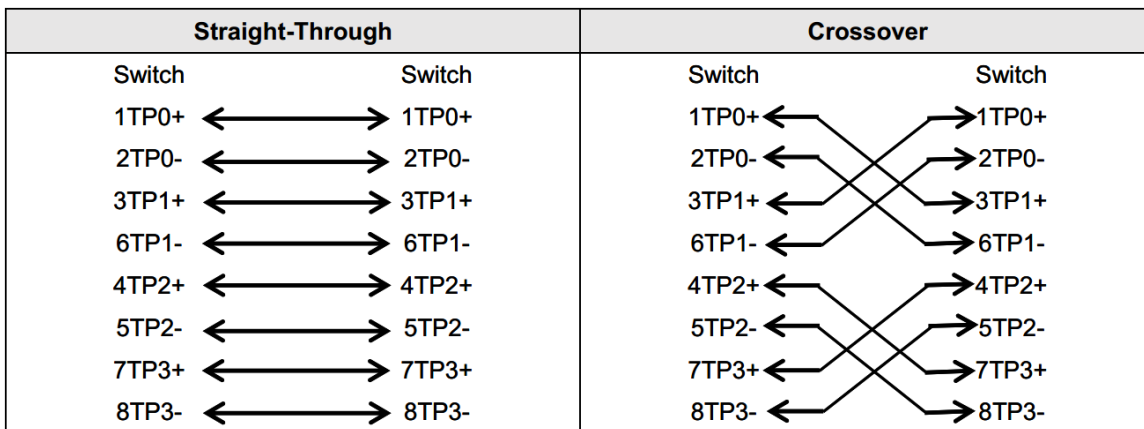 Straight-Through Crossover
Switch Switch Switch Switch
1TP0+ 1TP0+ 1TP0+ 1TP0+
2TP0- 2TP0- 2TP0- 2TP0-
3TP1+ 3TP1+ 3TP1+ 3TP1+
6TP1- 6TP1- 6TP1- 6TP1-
4TP2+ 4TP2+ 4TP2+ 4TP2+
5TP2- 5TP2- 5TP2- 5TP2-
7TP3+ 7TP3+ 7TP3+ 7TP3+
8TP3- 8TP3- 8TP3- 8TP3-